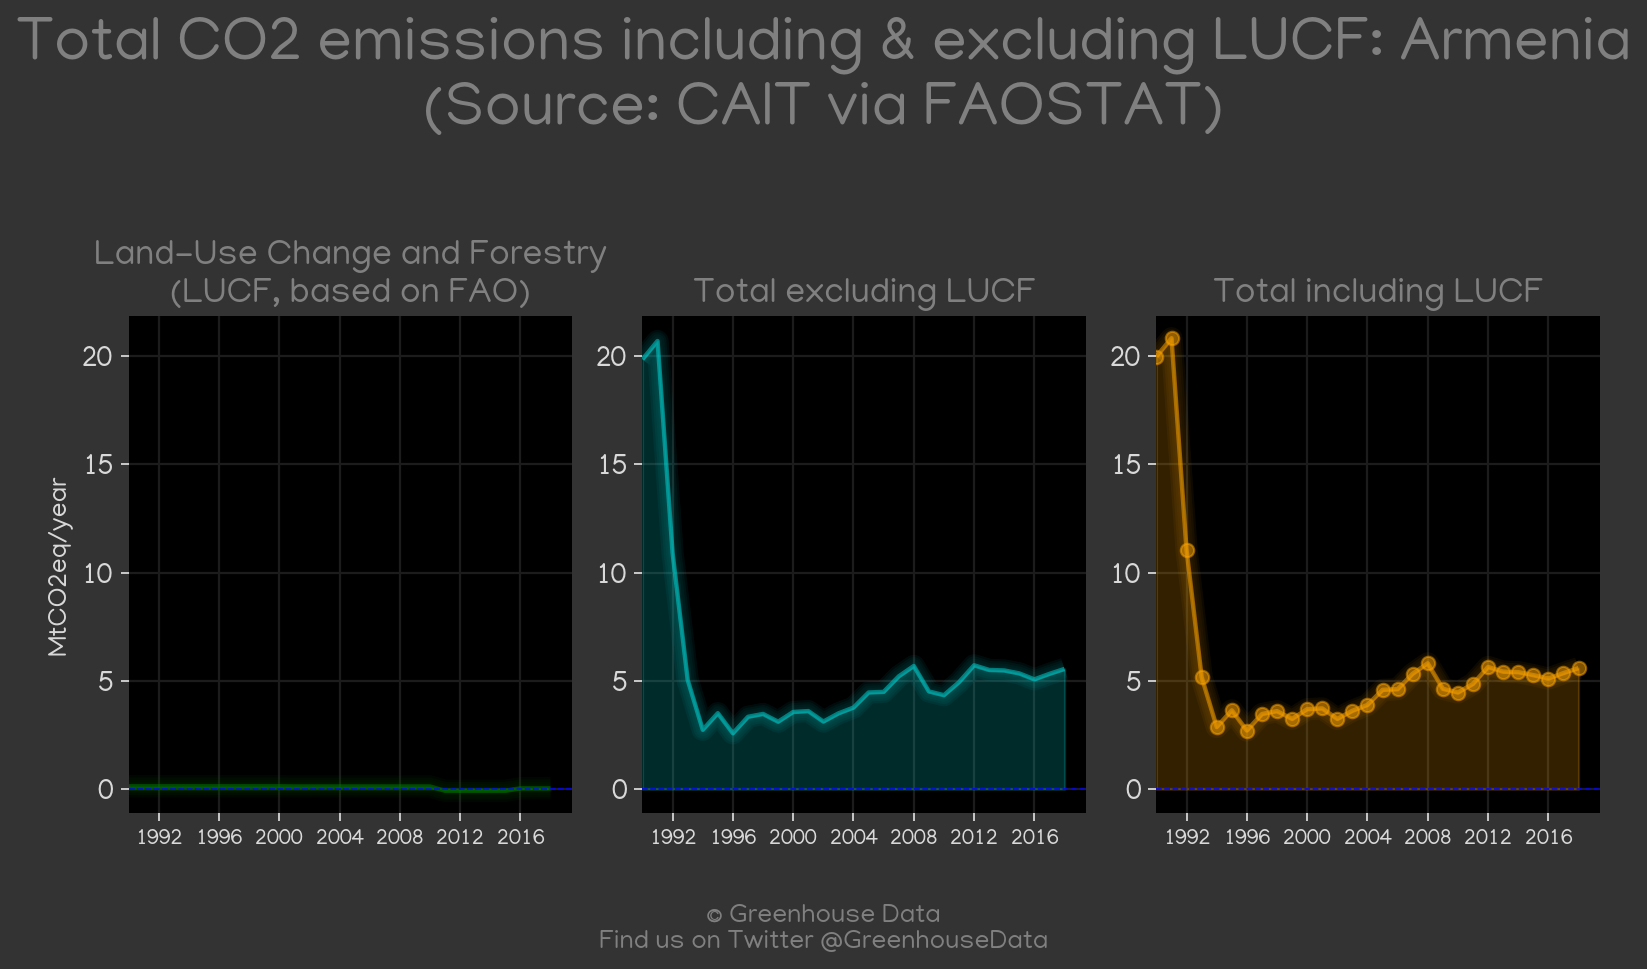 Total CO2 emissions including & excluding LUCF: Armenia
(Source: CAIT via FAOSTAT)
Land-Use Change and Forestry
(LUCF, based on FAO)
MtCO2eq/year
20
15
10
5
0
1992 1996 2000 2004 2008 2012 2016
Total excluding LUCF
20
15
10
5
0
1992 1996 2000 2004 2008 2012 2016
Total including LUCF
20
15
10
5
0
1992 1996 2000 2004 2008 2012 2016
© Greenhouse Data
Find us on Twitter @GreenhouseData